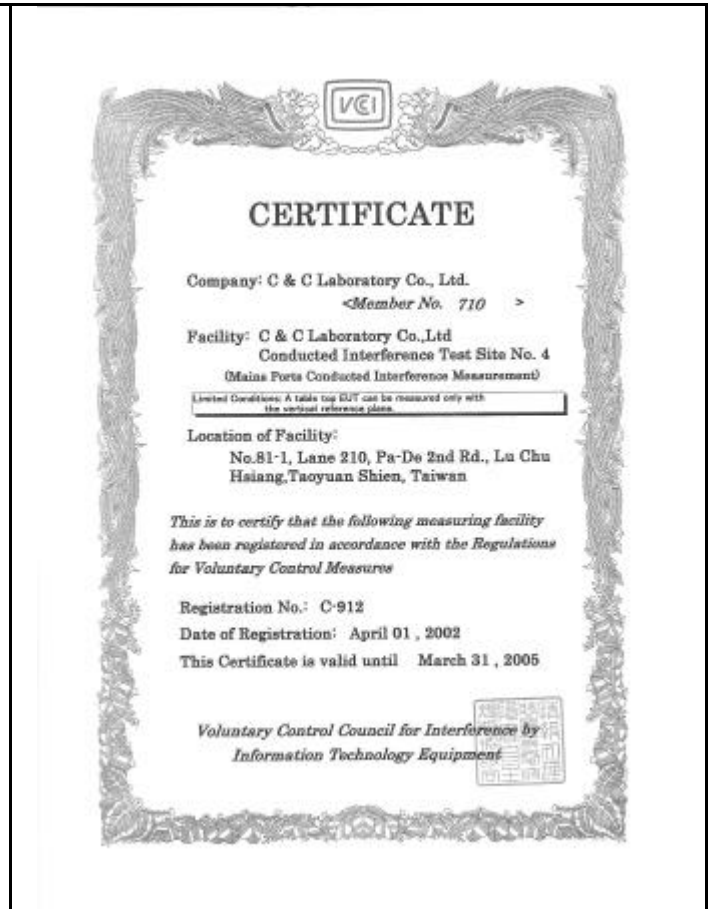 VCCI
CERTIFICATE
Company: C & C Laboratory Co., Ltd.
<Member No. 710 >
Facility: C & C Laboratory Co.,Ltd
Conducted Interference Test Site No. 4
(Mains Ports Conducted Interference Measurement)
Limited Conditions: A table top EUT can be measured only with
the vertical reference plane.
Location of Facility:
No.81-1, Lane 210, Pa-De 2nd Rd., Lu Chu
Hsiang,Taoyuan Shien, Taiwan
This is to certify that the following measuring facility
has been registered in accordance with the Regulations
for Voluntary Control Measures
Registration No.: C-912
Date of Registration: April 01 , 2002
This Certificate is valid until March 31 , 2005
Voluntary Control Council for Interference by
Information Technology Equipment